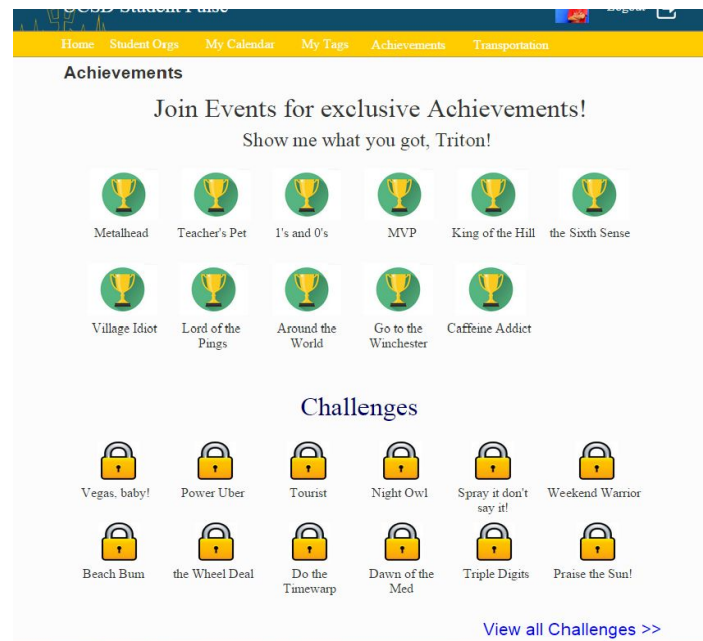 UCSD Student Pulse
Logout
Home Student Orgs My Calendar My Tags Achievements Transportation
Achievements
Join Events for exclusive Achievements!
Show me what you got, Triton!
Metalhead Teacher's Pet 1's and 0's MVP King of the Hill the Sixth Sense
Village Idiot Lord of the Around the Go to the Caffeine Addict
Pings World Winchester
Challenges
Vegas, baby! Power Uber Tourist Night Owl Spray it don't Weekend Warrior
say it!
Beach Bum the Wheel Deal Do the Dawn of the Triple Digits Praise the Sun!
Timewarp Med
View all Challenges >>